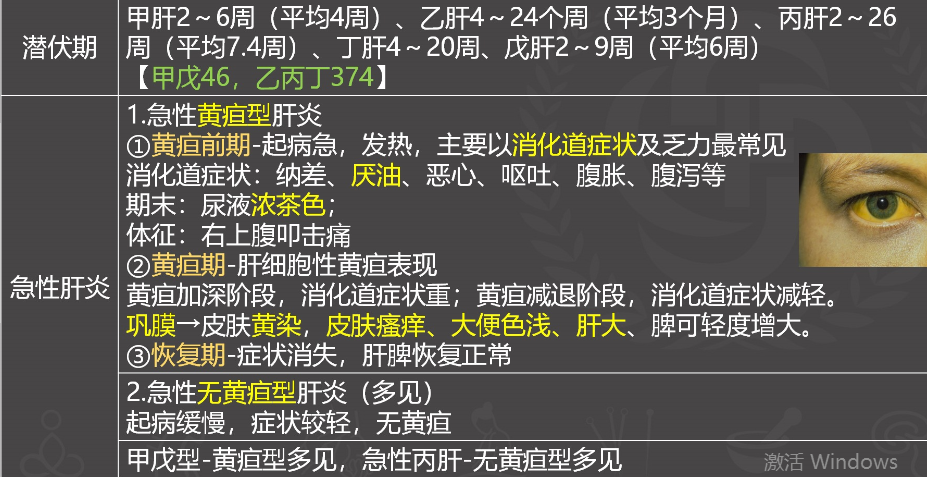 潜伏期
甲肝2～6周（平均4周）、乙肝4～24个周（平均3个月）、丙肝2～26
周（平均7.4周）、丁肝4～20周、戊肝2～9周（平均6周）
【甲戊46，乙丙丁374】
急性肝炎
1.急性黄疸型肝炎
①黄疸前期-起病急，发热，主要以消化道症状及乏力最常见
消化道症状：纳差、厌油、恶心、呕吐、腹胀、腹泻等
期末：尿液浓茶色；
体征：右上腹叩击痛
②黄疸期-肝细胞性黄疸表现
黄疸加深阶段，消化道症状重；黄疸减退阶段，消化道症状减轻。
巩膜→皮肤黄染，皮肤瘙痒、大便色浅、肝大、脾可轻度增大。
③恢复期-症状消失，肝脾恢复正常
2.急性无黄疸型肝炎（多见）
起病缓慢，症状较轻，无黄疸
甲戊型-黄疸型多见，急性丙肝-无黄疸型多见
激活 Windows